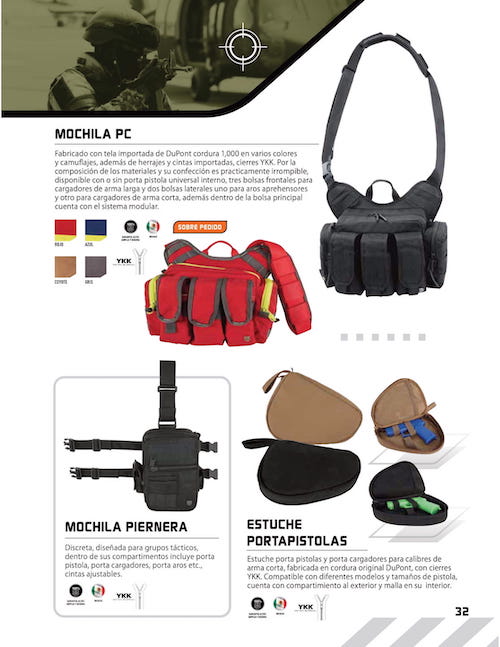 MOCHILA PC
Fabricado con tela importada de DuPont cordura 1,000 en varios colores
y camuflajes, además de herrajes y cintas importadas, cierres YKK. Por la
composición de los materiales y su confección es practicamente irrompible,
disponible con o sin porta pistola universal interno, tres bolsas frontales para
cargadores de arma larga y dos bolsas laterales uno para aros aprehensores
y otro para cargadores de arma corta, además dentro de la bolsa principal
cuenta con el sistema modular.
ROJO
AZUL
MÉXICO
SOBRE PEDIDO
COYOTE
GRIS
YKK
MOCHILA PIERNERA
Discreta, diseñada para grupos tácticos,
dentro de sus compartimentos incluye porta
pistola, porta cargadores, porta aros etc.,
cintas ajustables.
MÉXICO
YKK
ESTUCHE
PORTAPISTOLAS
Estuche porta pistolas y porta cargadores para calibres de
arma corta, fabricada en cordura original DuPont, con cierres
YKK. Compatible con diferentes modelos y tamaños de pistola,
cuenta con compartimiento al exterior y malla en su interior.
MÉXICO
YKK
32